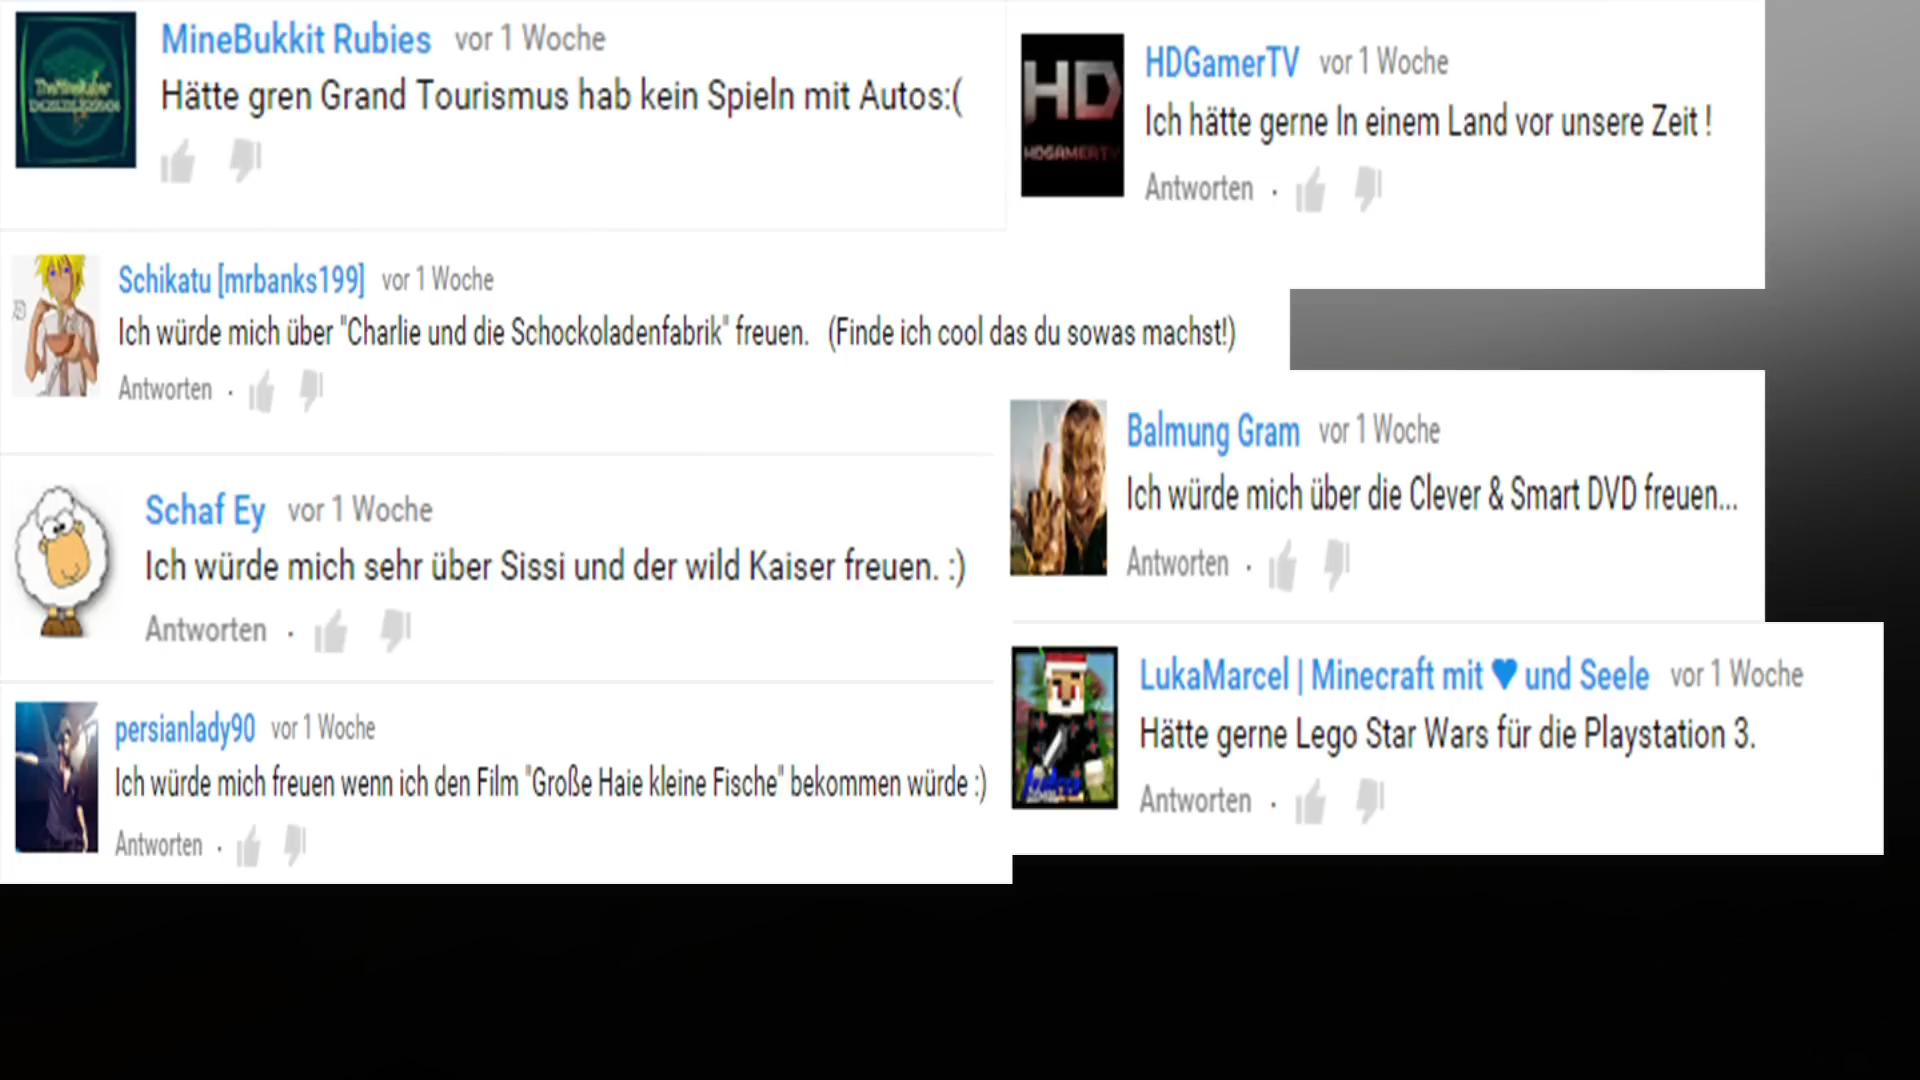 MineBukkit Rubies vor 1 Woche
Hätte gren Grand Tourismus hab kein Spieln mit Autos:(
Schikatu [mrbanks199] vor 1 Woche
Ich würde mich über "Charlie und die Schockoladenfabrik" freuen. (Finde ich cool das du sowas machst!)
Antworten ·
Schaf Ey vor 1 Woche
Ich würde mich sehr über Sissi und der wild Kaiser freuen. :)
Antworten ·
persianlady90 vor 1 Woche
Ich würde mich freuen wenn ich den Film "Große Haie kleine Fische" bekommen würde :)
Antworten ·
HD
HDGAMERTV
HDGamerTV vor 1 Woche
Ich hätte gerne In einem Land vor unsere Zeit !
Antworten ·
Balmung Gram vor 1 Woche
Ich würde mich über die Clever & Smart DVD freuen...
Antworten ·
LukaMarcel | Minecraft mit ♥ und Seele vor 1 Woche
Hätte gerne Lego Star Wars für die Playstation 3.
Antworten ·